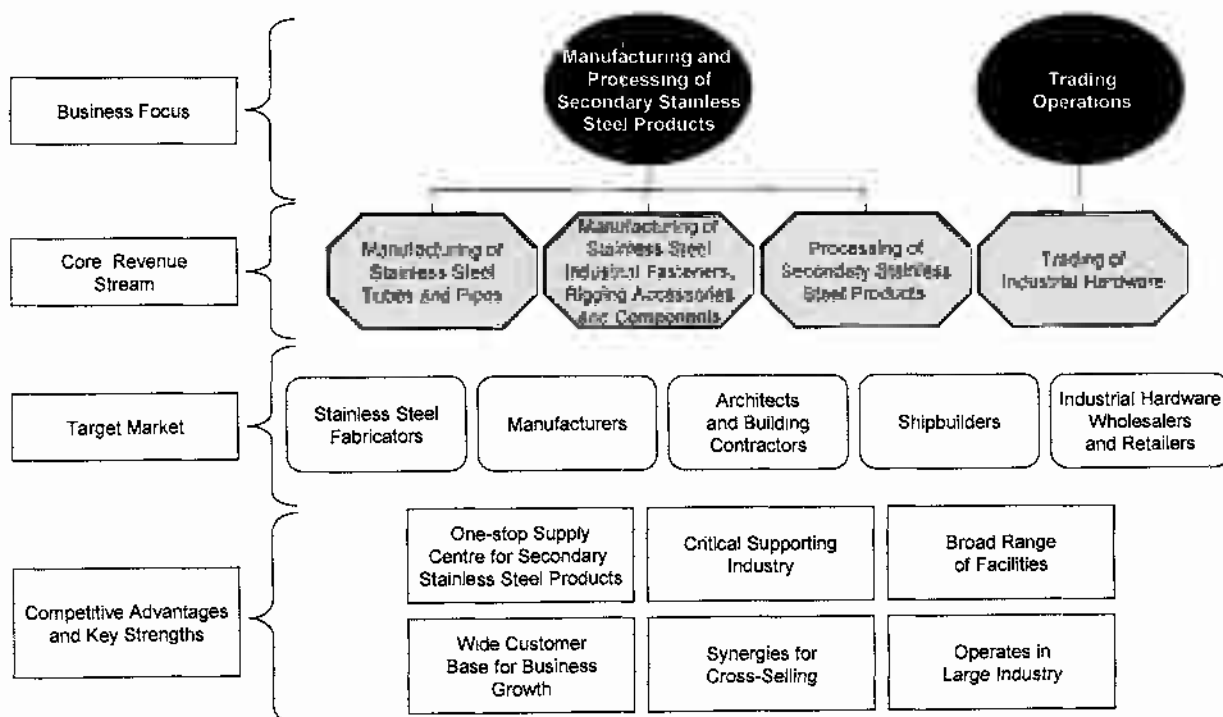 Business Focus
Manufacturing and
Processing of
Secondary Stainless
Steel Products
Trading
Operations
Core Revenue
Stream
Manufacturing of
Stainless Steel
Tubes and Pipes
Manufacturing of
Stainless Steel
Industrial Fasteners,
Rigging Accessories
and Components
Processing of
Secondary Stainless
Steel Products
Trading of
Industrial Hardware
Target Market
Stainless Steel
Fabricators
Manufacturers
Architects
and Building
Contractors
Shipbuilders
Industrial Hardware
Wholesalers
and Retailers
Competitive Advantages
and Key Strengths
One-stop Supply
Centre for Secondary
Stainless Steel Products
Critical Supporting
Industry
Broad Range
of Facilities
Wide Customer
Base for Business
Growth
Synergies for
Cross-Selling
Operates in
Large Industry